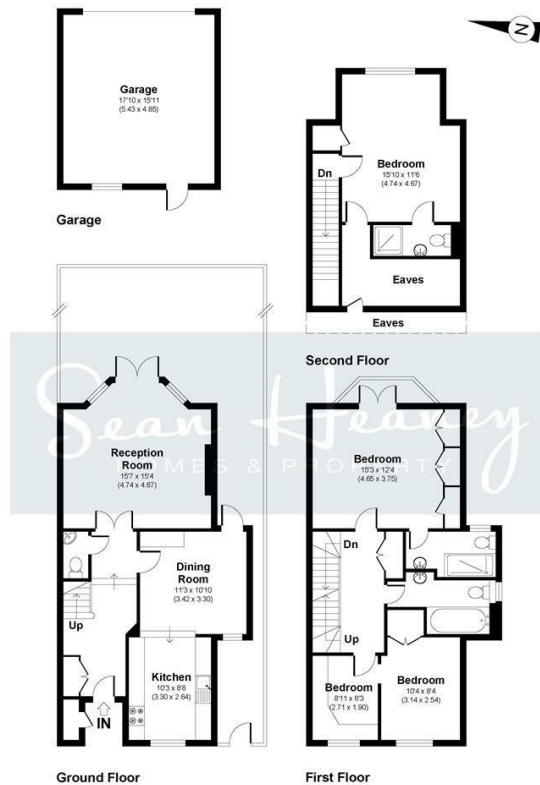 N
Garage
17'10 x 15'11
(5.43 x 4.85)
Garage
Bedroom
15'10 x 11'6
(4.74 x 4.67)
Dn
Eaves
Eaves
Second Floor
Sean Heaney
HOMES & PROPERTY
Reception
Room
15'7 x 15'4
(4.74 x 4.67)
Dining
Room
11'3 x 10'10
(3.42 x 3.30)
Up
Kitchen
10'3 x 8'8
(3.30 x 2.64)
IN
Ground Floor
Bedroom
15'3 x 12'4
(4.65 x 3.75)
Dn
Up
Bedroom
8'11 x 6'3
(2.71 x 1.90)
Bedroom
10'4 x 8'4
(3.14 x 2.54)
First Floor